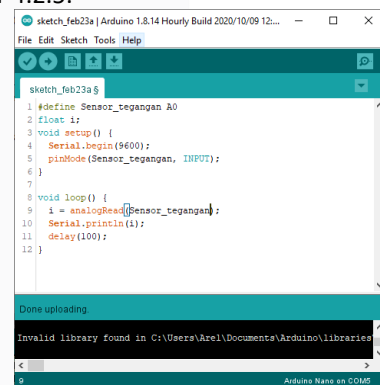 sketch_feb23a | Arduino 1.8.14 Hourly Build 2020/10/09 12:...
File Edit Sketch Tools Help
sketch_feb23a §
1 #define Sensor_tegangan A0
2 float i;
3 void setup() {
4 Serial.begin(9600);
5 pinMode(Sensor_tegangan, INPUT);
6 }
7
8 void loop() {
9 i = analogRead(Sensor_tegangan);
10 Serial.println(i);
11 delay(100);
12 }
Done uploading.
Invalid library found in C:\Users\Arel\Documents\Arduino\libraries
9 Arduino Nano on COM5